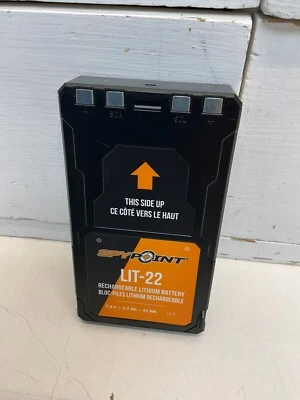 THIS SIDE UP
CE CÔTÉ VERS LE HAUT
SPYPOINT
LIT-22
RECHARGEABLE LITHIUM BATTERY
BLOC-PILES LITHIUM RECHARGEABLE